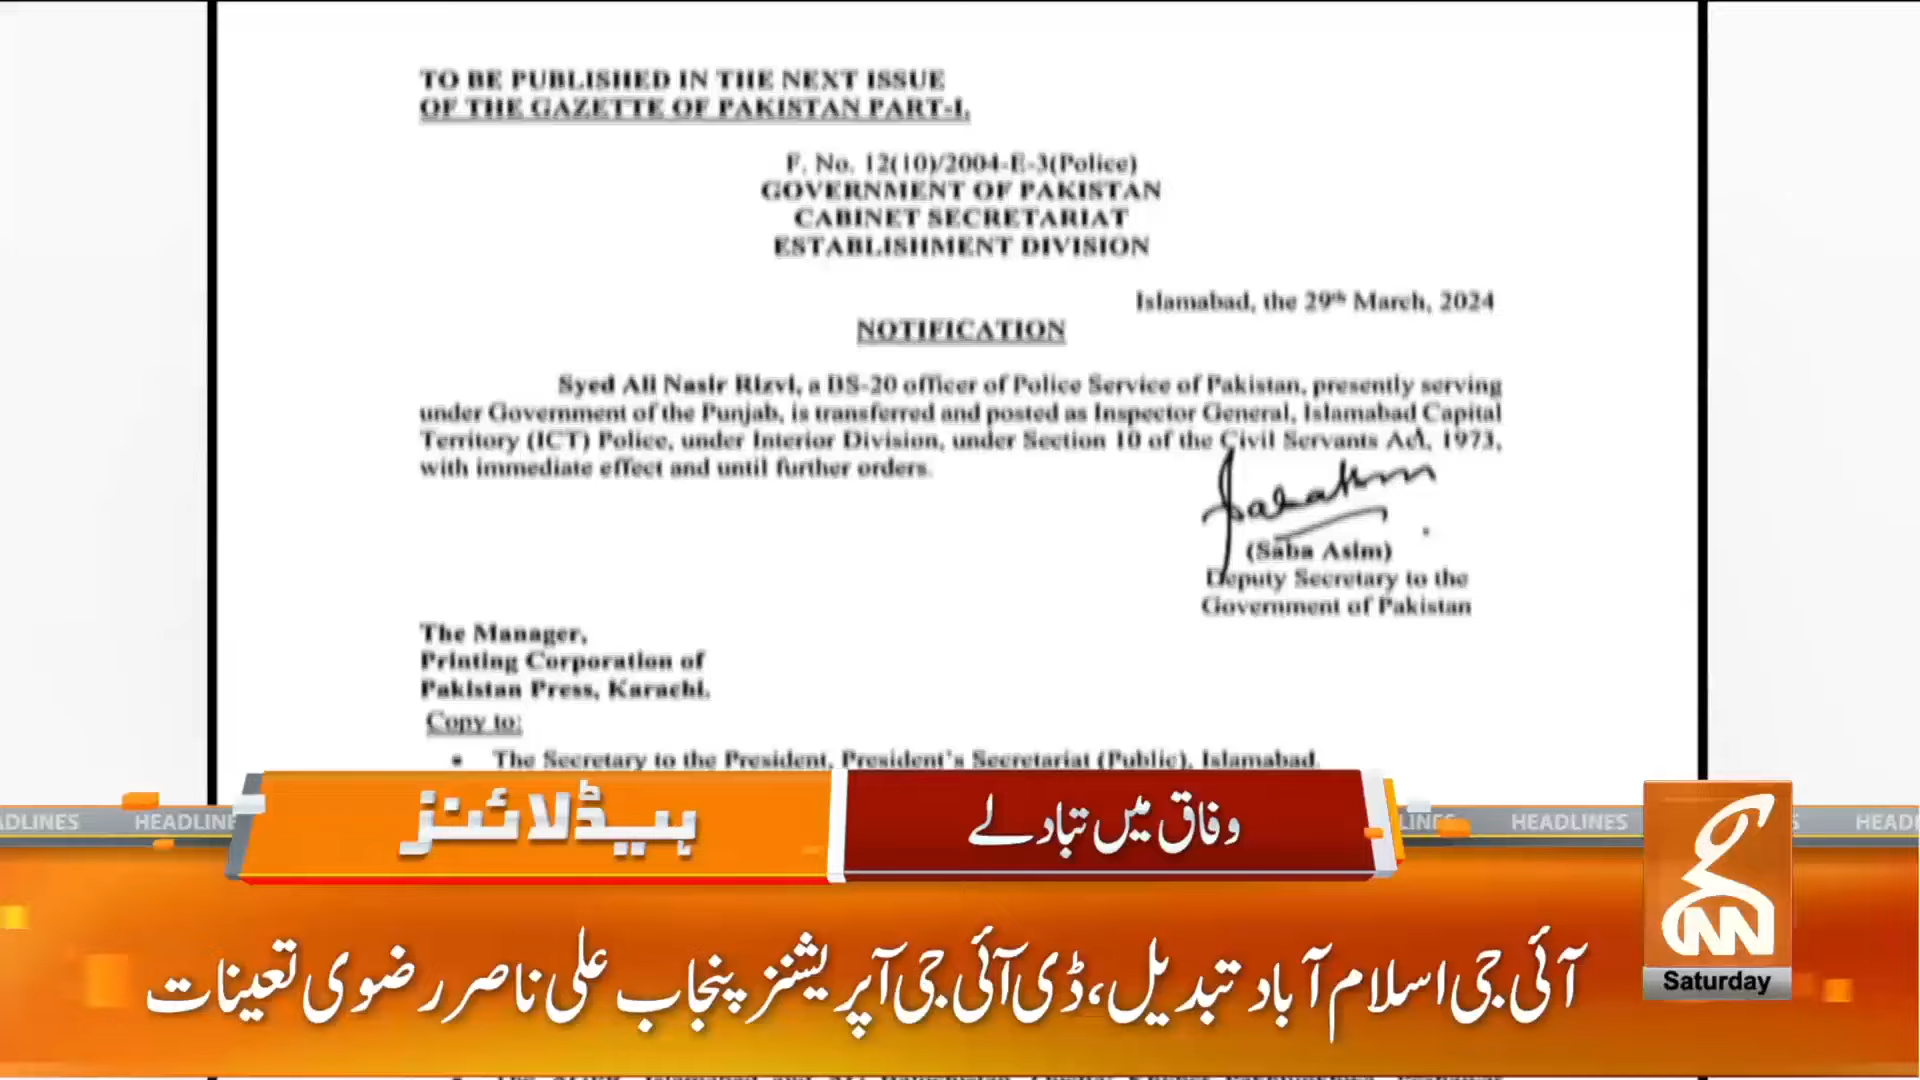 TO BE PUBLISHED IN THE NEXT ISSUE
OF THE GAZETTE OF PAKISTAN PART-I.
F. No. 12(10)/2004-E-3(Police)
GOVERNMENT OF PAKISTAN
CABINET SECRETARIAT
ESTABLISHMENT DIVISION
Islamabad, the 29th March, 2024
NOTIFICATION
Syed Ali Nasir Rizvi, a BS-20 officer of Police Service of Pakistan, presently serving
under Government of the Punjab, is transferred and posted as Inspector General, Islamabad Capital
Territory (ICT) Police, under Interior Division, under Section 10 of the Civil Servants Act, 1973,
with immediate effect and until further orders.
(Saba Asim)
Deputy Secretary to the
Government of Pakistan
The Manager,
Printing Corporation of
Pakistan Press, Karachi.
Copy to:
• The Secretary to the President, President's Secretariat (Public), Islamabad.
وفاق میں تبادلے
ہیڈلائنز
HEADLINES HEADLINES HEADLINES
آئی جی اسلام آباد تبدیل، ڈی آئی جی آپریشنز پنجاب علی ناصر رضوی تعینات
GNN
Saturday